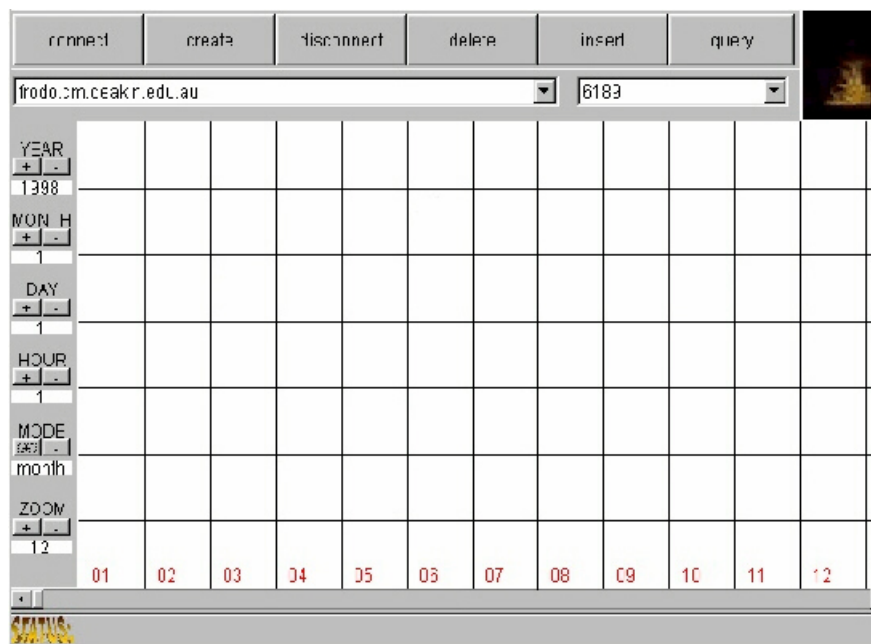 connect create disconnect delete insert query
frodo.cm.deakin.edu.au 6189
YEAR
+ -
1998
MONTH
+ -
1
DAY
+ -
1
HOUR
+ -
1
MODE
-
month
ZOOM
+ -
12
01 02 03 04 05 06 07 08 09 10 11 12
STATUS: